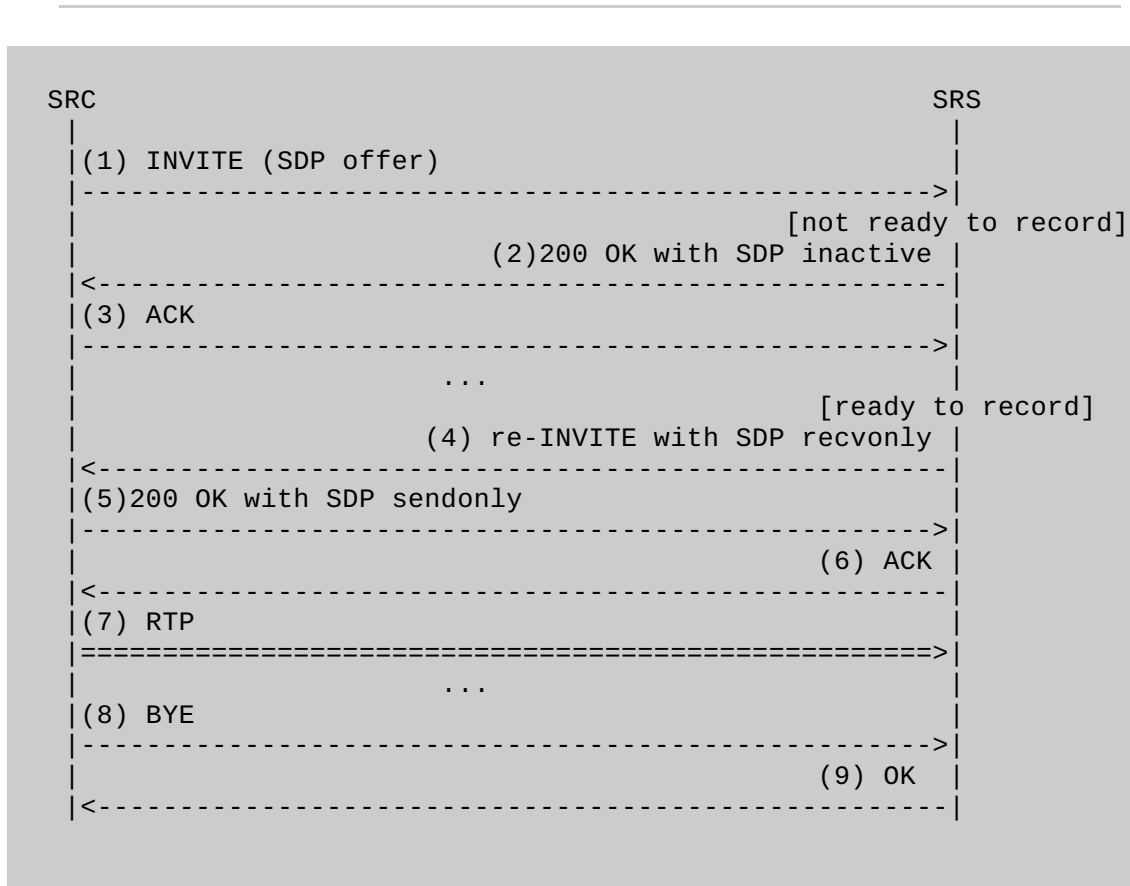 SRC                                                   SRS
 |                                                     |
 |(1) INVITE (SDP offer)                               |
 |---------------------------------------------------->|
 |                                           [not ready to record]
 |                         (2)200 OK with SDP inactive |
 |<----------------------------------------------------|
 |(3) ACK                                              |
 |---------------------------------------------------->|
 |                      ...                            |
 |                                             [ready to record]
 |                     (4) re-INVITE with SDP recvonly |
 |<----------------------------------------------------|
 |(5)200 OK with SDP sendonly                          |
 |---------------------------------------------------->|
 |                                             (6) ACK |
 |<----------------------------------------------------|
 |(7) RTP                                              |
 |====================================================>|
 |                      ...                            |
 |(8) BYE                                              |
 |---------------------------------------------------->|
 |                                             (9) OK  |
 |<----------------------------------------------------|